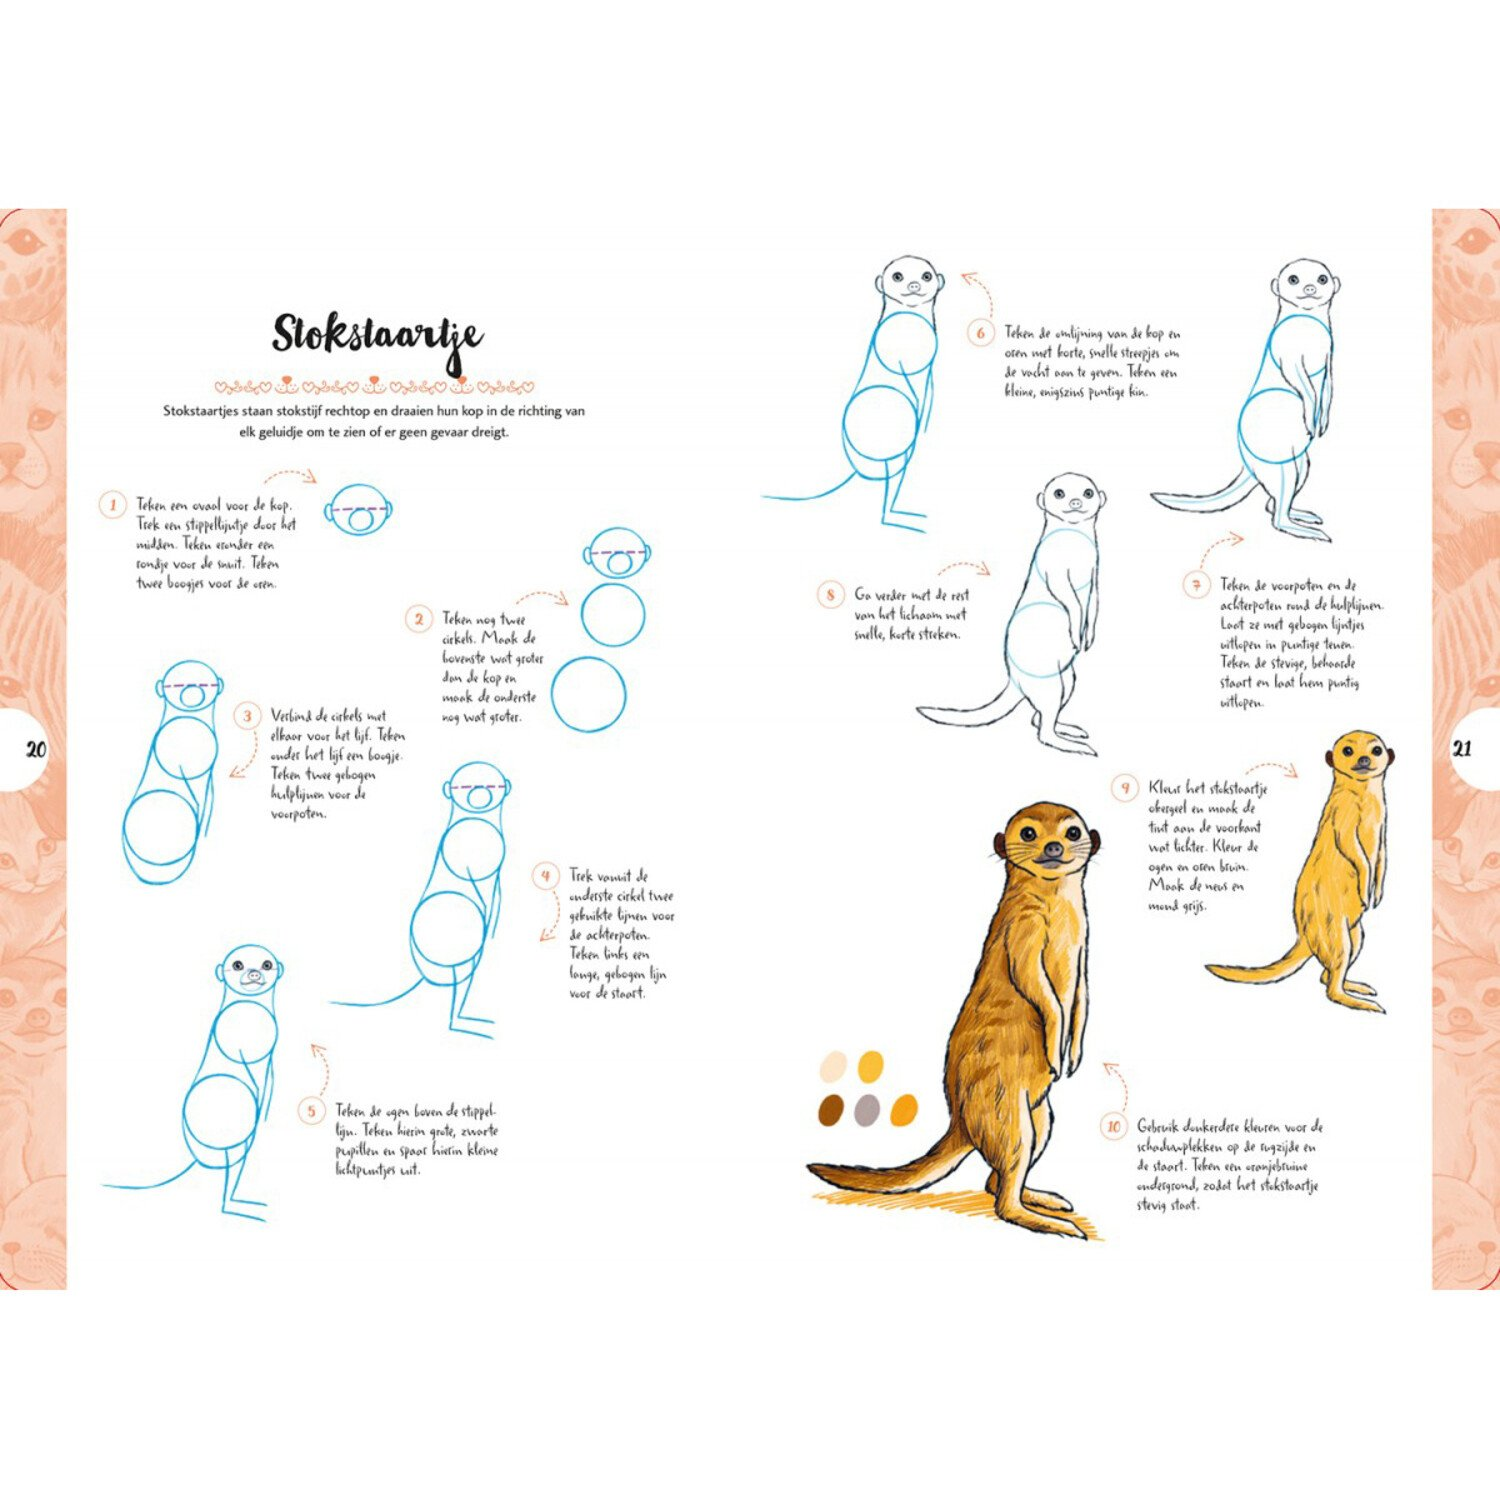 Stokstaartje
Stokstaartjes staan stokstijf rechtop en draaien hun kop in de richting van
elk geluidje om te zien of er geen gevaar dreigt.
1
Teken een ovaal voor de kop.
Trek een stippellijntje door het
midden. Teken eronder een
rondje voor de snuit. Teken
twee boogjes voor de oren.
2
Teken nog twee
cirkels. Maak de
bovenste wat groter
dan de kop en
maak de onderste
nog wat groter.
3
Verbind de cirkels met
elkaar voor het lijf. Teken
onder het lijf een boogje.
Teken twee gebogen
hulplijnen voor de
voorpoten.
4
Trek vanuit de
onderste cirkel twee
geknikte lijnen voor
de achterpoten.
Teken links een
lange, gebogen lijn
voor de staart.
5
Teken de ogen boven de stippel-
lijn. Teken hierin grote, zwarte
pupillen en spaar hierin kleine
lichtpuntjes uit.
20
6
Teken de omlijning van de kop en
oren met korte, snelle streepjes om
de vacht aan te geven. Teken een
kleine, enigszins puntige kin.
7
Teken de voorpoten en de
achterpoten rond de hulplijnen.
Laat ze met gebogen lijntjes
uitlopen in puntige tenen.
Teken de stevige, behaarde
staart en laat hem puntig
uitlopen.
8
Ga verder met de rest
van het lichaam met
snelle, korte streken.
9
Kleur het stokstaartje
okergeel en maak de
tint aan de voorkant
wat lichter. Kleur de
ogen en oren bruin.
Maak de neus en
mond grijs.
10
Gebruik donkerdere kleuren voor de
schaduwplekken op de rugzijde en
de staart. Teken een oranjebruine
ondergrond, zodat het stokstaartje
stevig staat.
21